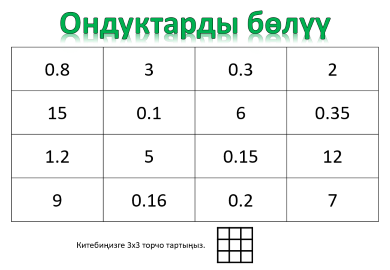 Ондуктарды бөлүү
0.8 3 0.3 2
15 0.1 6 0.35
1.2 5 0.15 12
9 0.16 0.2 7
Китебиңизге 3x3 торчо тартыңыз.